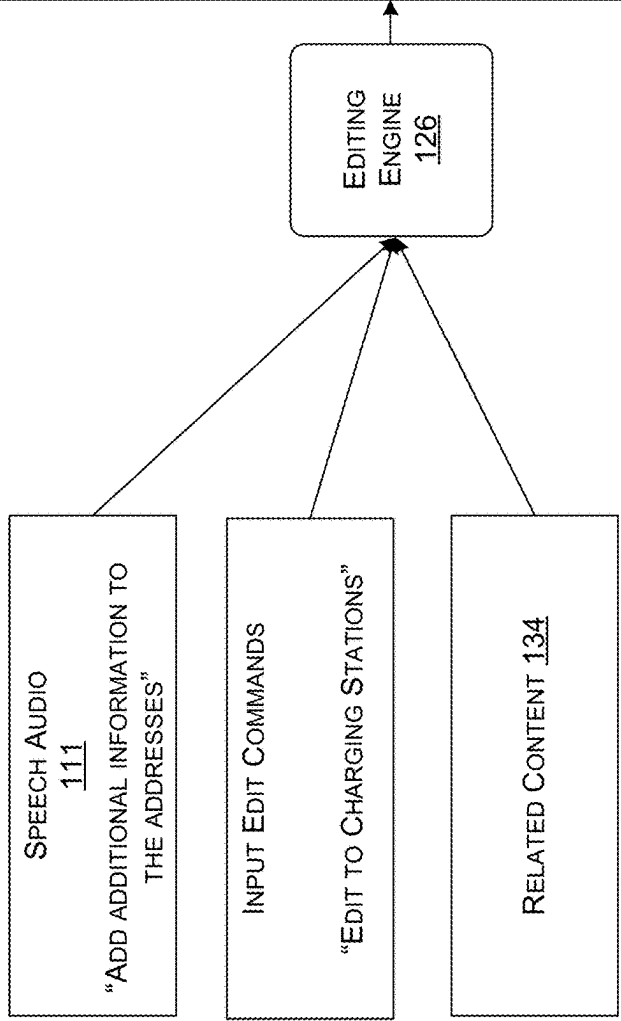 SPEECH AUDIO
111
“ADD ADDITIONAL INFORMATION TO
THE ADDRESSES”
INPUT EDIT COMMANDS
“EDIT TO CHARGING STATIONS”
RELATED CONTENT 134
EDITING
ENGINE
126